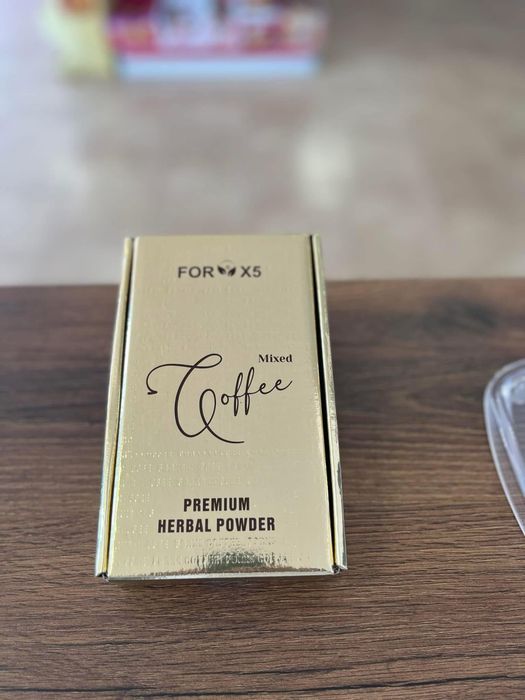 FOR X5
Mixed
Coffee
PREMIUM
HERBAL POWDER